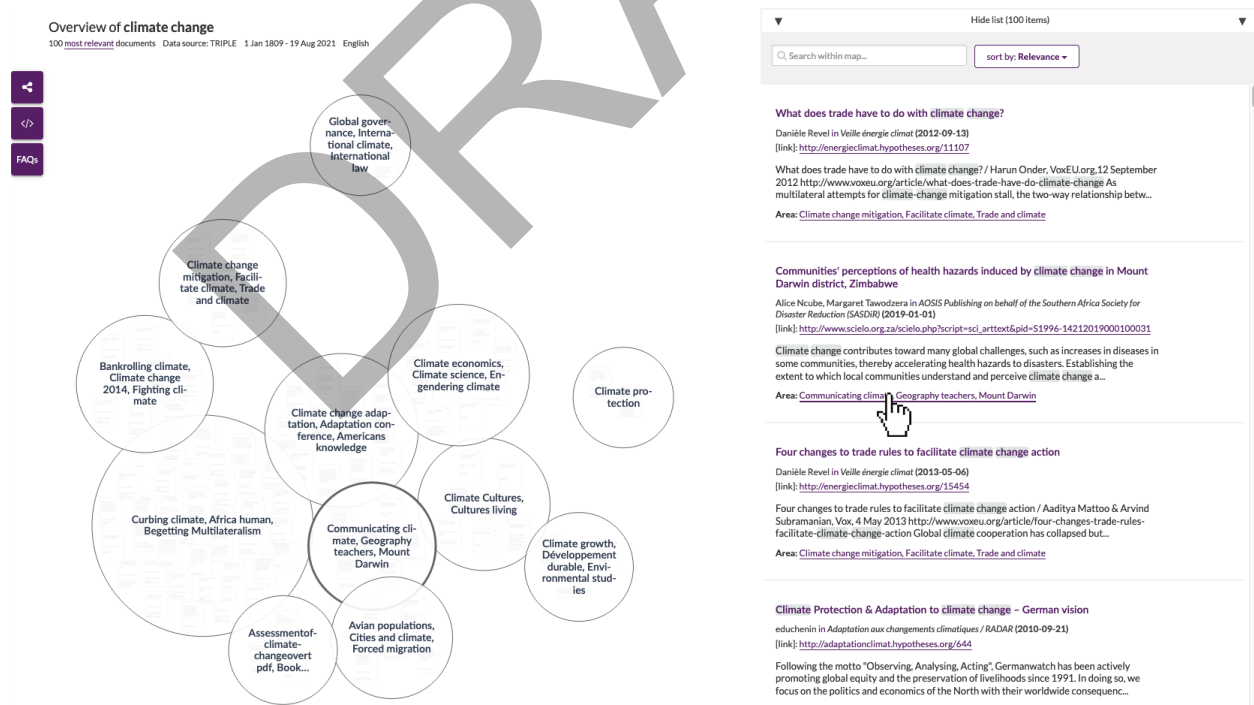 Overview of climate change
100 most relevant documents Data source: TRIPLE 1 Jan 1809 - 19 Aug 2021 English
</>
FAQs
DRA
Global gover-
nance, Interna-
tional climate,
International
law
Climate change
mitigation, Facili-
tate climate, Trade
and climate
Bankrolling climate,
Climate change
2014, Fighting cli-
mate
Climate economics,
Climate science, En-
gendering climate
Climate pro-
tection
Climate change adap-
tation, Adaptation con-
ference, Americans
knowledge
Curbing climate, Africa human,
Begetting Multilateralism
Climate Cultures,
Cultures living
Communicating cli-
mate, Geography
teachers, Mount
Darwin
Climate growth,
Développement
durable, Envi-
ronmental stud-
ies
Assessmentof-
climate-
changeovert
pdf, Book...
Avian populations,
Cities and climate,
Forced migration
Hide list (100 items)
Search within map...
sort by: Relevance
What does trade have to do with climate change?
Danièle Revel in Veille énergie climat (2012-09-13)
[link]: http://energieclimat.hypotheses.org/11107
What does trade have to do with climate change? / Harun Onder, VoxEU.org,12 September
2012 http://www.voxeu.org/article/what-does-trade-have-do-climate-change As
multilateral attempts for climate-change mitigation stall, the two-way relationship betw...
Area: Climate change mitigation, Facilitate climate, Trade and climate
Communities' perceptions of health hazards induced by climate change in Mount
Darwin district, Zimbabwe
Alice Ncube, Margaret Tawodzera in AOSIS Publishing on behalf of the Southern Africa Society for
Disaster Reduction (SASDiR) (2019-01-01)
[link]: http://www.scielo.org.za/scielo.php?script=sci_arttext&pid=S1996-14212019000100031
Climate change contributes toward many global challenges, such as increases in diseases in
some communities, thereby accelerating health hazards to disasters. Establishing the
extent to which local communities understand and perceive climate change a...
Area: Communicating climate, Geography teachers, Mount Darwin
Four changes to trade rules to facilitate climate change action
Danièle Revel in Veille énergie climat (2013-05-06)
[link]: http://energieclimat.hypotheses.org/15454
Four changes to trade rules to facilitate climate change action / Aaditya Mattoo & Arvind
Subramanian, Vox, 4 May 2013 http://www.voxeu.org/article/four-changes-trade-rules-
facilitate-climate-change-action Global climate cooperation has collapsed but...
Area: Climate change mitigation, Facilitate climate, Trade and climate
Climate Protection & Adaptation to climate change – German vision
educhenin in Adaptation aux changements climatiques / RADAR (2010-09-21)
[link]: http://adaptationclimat.hypotheses.org/644
Following the motto "Observing, Analysing, Acting", Germanwatch has been actively
promoting global equity and the preservation of livelihoods since 1991. In doing so, we
focus on the politics and economics of the North with their worldwide consequenc...